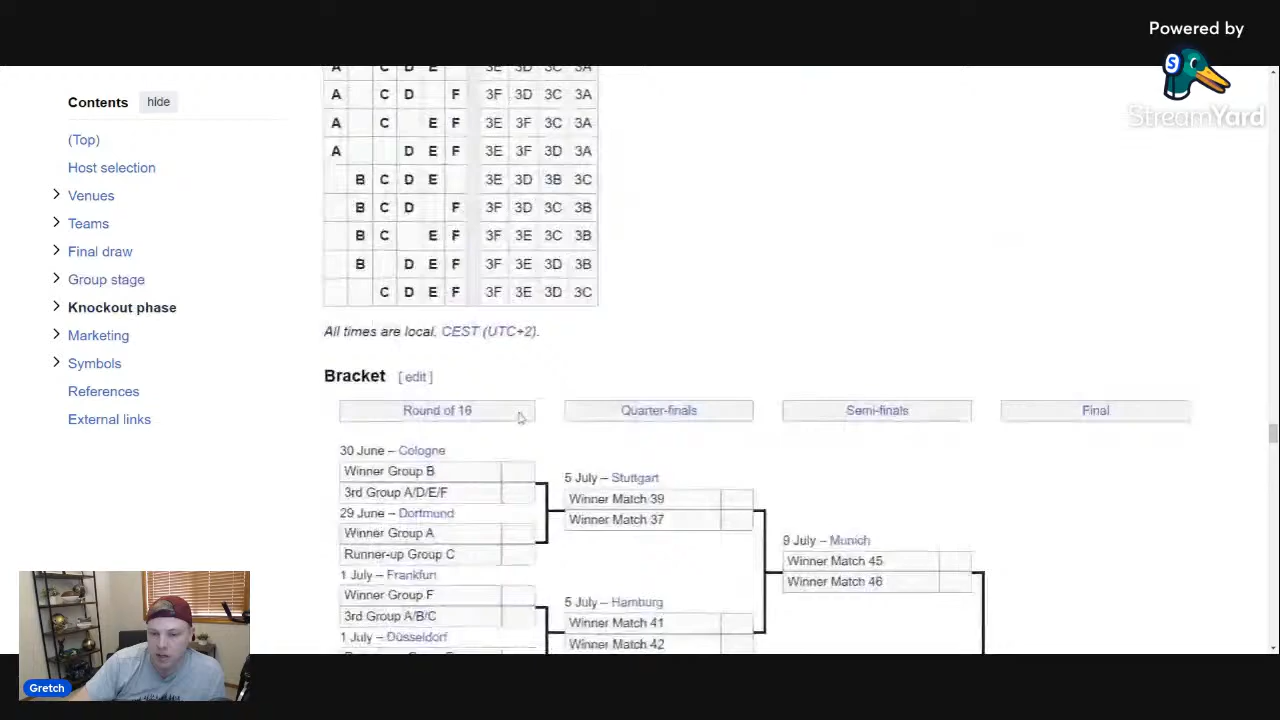 Powered by
StreamYard
Contents hide
(Top)
Host selection
Venues
Teams
Final draw
Group stage
Knockout phase
Marketing
Symbols
References
External links
A C D E 3E 3D 3C 3A
A C D F 3F 3D 3C 3A
A C E F 3E 3F 3C 3A
A D E F 3E 3F 3D 3A
B C D E 3E 3D 3B 3C
B C D F 3F 3D 3C 3B
B C E F 3F 3E 3C 3B
B D E F 3F 3E 3D 3B
C D E F 3F 3E 3D 3C
All times are local, CEST (UTC+2).
Bracket [ edit ]
Round of 16 Quarter-finals Semi-finals Final
30 June – Cologne
Winner Group B
3rd Group A/D/E/F
29 June – Dortmund
Winner Group A
Runner-up Group C
1 July – Frankfurt
Winner Group F
3rd Group A/B/C
1 July – Düsseldorf
5 July – Stuttgart
Winner Match 39
Winner Match 37
5 July – Hamburg
Winner Match 41
Winner Match 42
9 July – Munich
Winner Match 45
Winner Match 46
Gretch